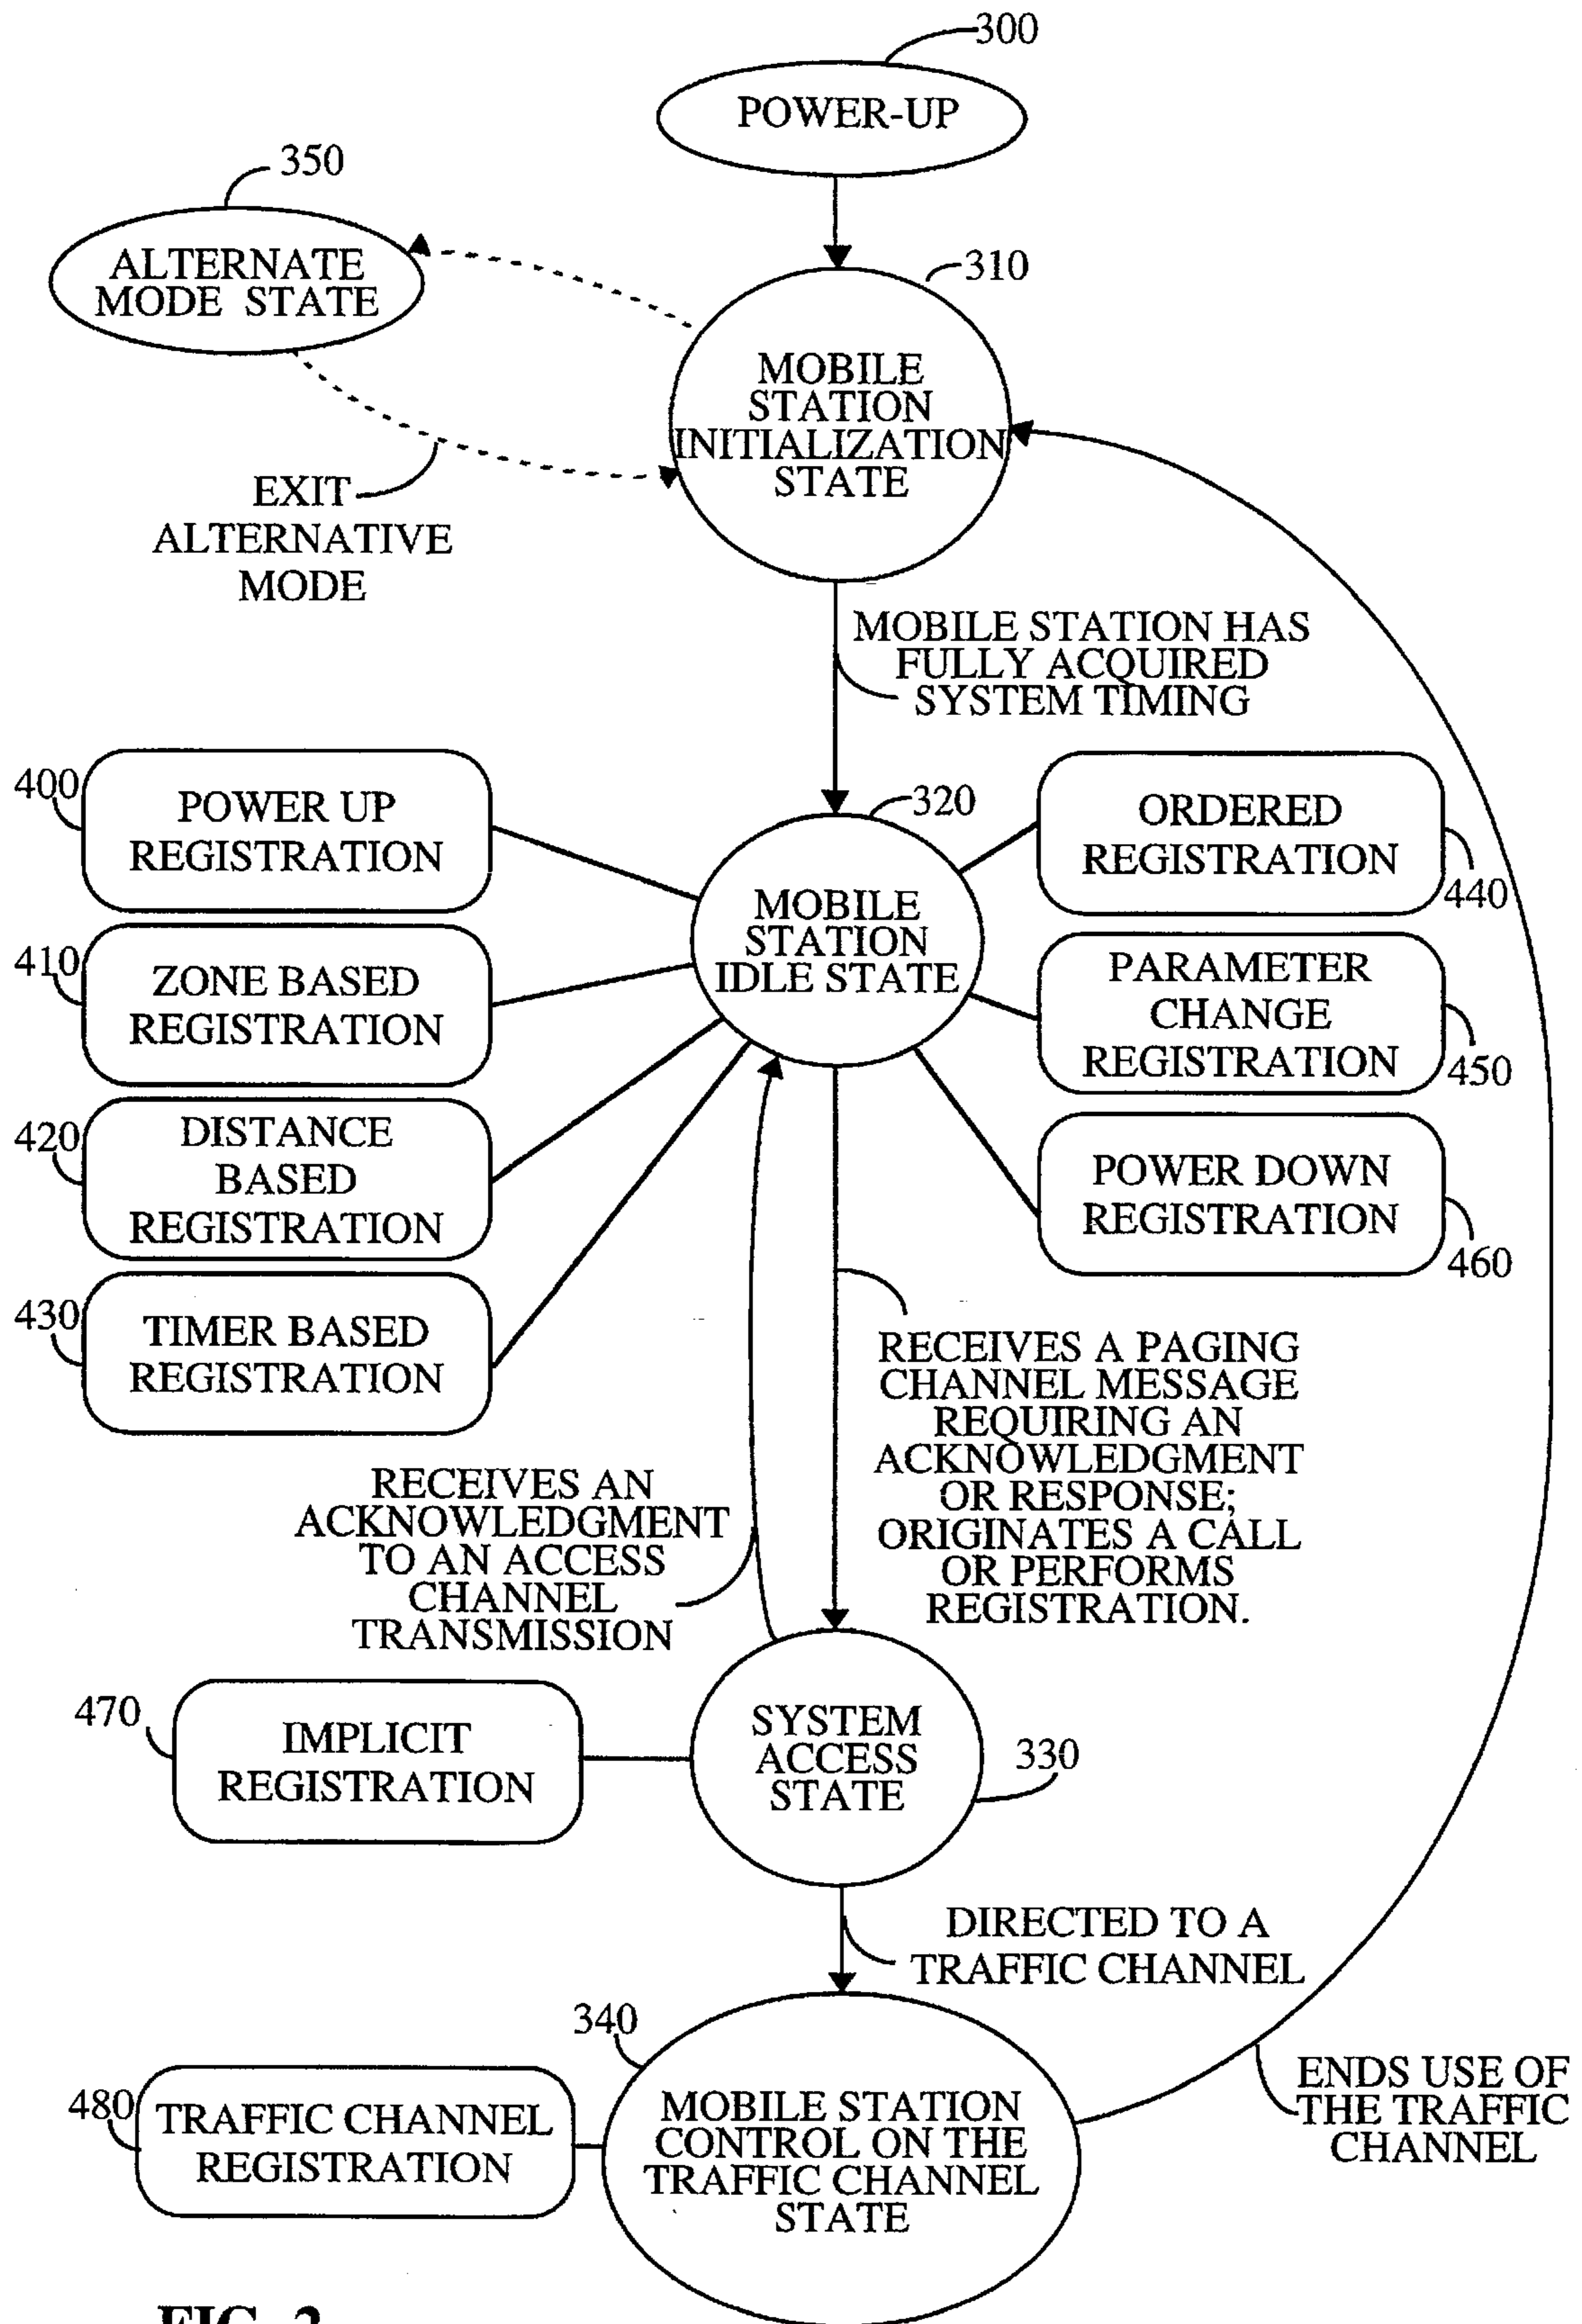 300
POWER-UP
350
ALTERNATE
MODE STATE
310
MOBILE
STATION
INITIALIZATION
STATE
EXIT
ALTERNATIVE
MODE
MOBILE STATION HAS
FULLY ACQUIRED
SYSTEM TIMING
400
POWER UP
REGISTRATION
320
MOBILE
STATION
IDLE STATE
ORDERED
REGISTRATION
440
410
ZONE BASED
REGISTRATION
PARAMETER
CHANGE
REGISTRATION
450
420
DISTANCE
BASED
REGISTRATION
POWER DOWN
REGISTRATION
460
430
TIMER BASED
REGISTRATION
RECEIVES A PAGING
CHANNEL MESSAGE
REQUIRING AN
ACKNOWLEDGMENT
OR RESPONSE;
ORIGINATES A CALL
OR PERFORMS
REGISTRATION.
RECEIVES AN
ACKNOWLEDGMENT
TO AN ACCESS
CHANNEL
TRANSMISSION
470
IMPLICIT
REGISTRATION
SYSTEM
ACCESS
STATE
330
DIRECTED TO A
TRAFFIC CHANNEL
340
480
TRAFFIC CHANNEL
REGISTRATION
MOBILE STATION
CONTROL ON THE
TRAFFIC CHANNEL
STATE
ENDS USE OF
THE TRAFFIC
CHANNEL